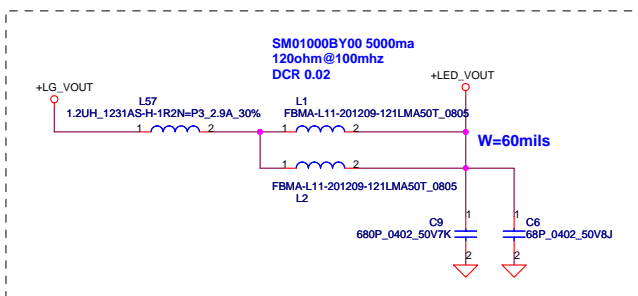 SM01000BY00 5000ma
120ohm@100mhz
DCR 0.02
+LG_VOUT
+LED_VOUT
L57
1.2UH_1231AS-H-1R2N=P3_2.9A_30%
1
2
L1
FBMA-L11-201209-121LMA50T_0805
1
2
W=60mils
1
2
FBMA-L11-201209-121LMA50T_0805
L2
C9
680P_0402_50V7K
1
2
C6
68P_0402_50V8J
1
2